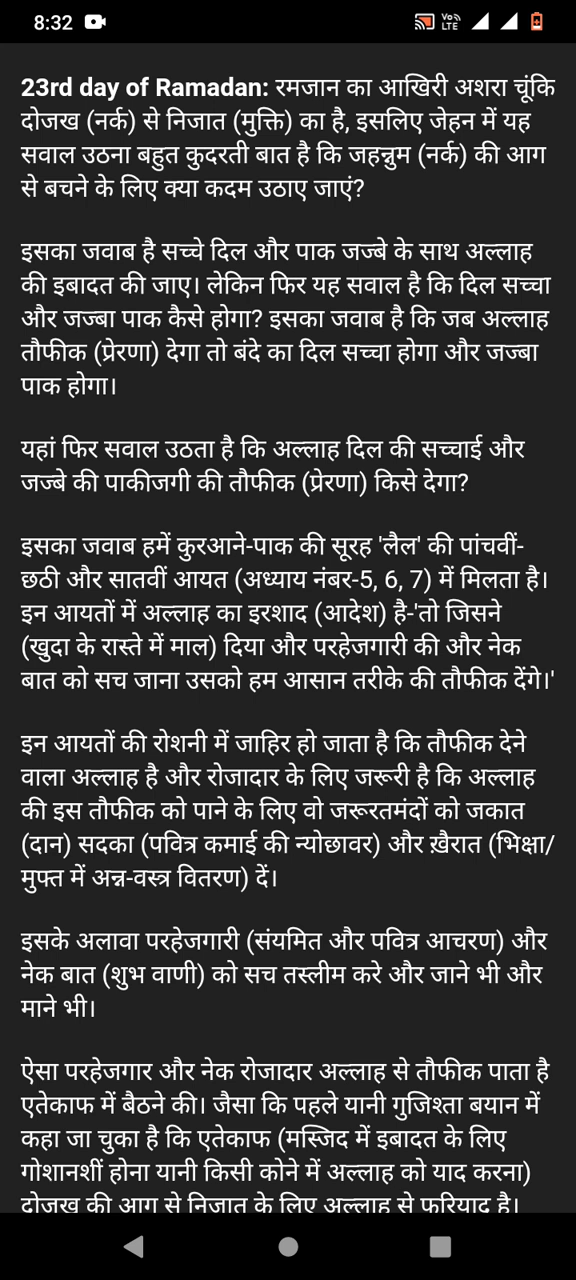 8:32
Vo) LTE
23rd day of Ramadan: रमजान का आखिरी अशरा चूंकि
दोजख (नर्क) से निजात (मुक्ति) का है, इसलिए जेहन में यह
सवाल उठना बहुत कुदरती बात है कि जहन्नुम (नर्क) की आग
से बचने के लिए क्या कदम उठाए जाएं?
इसका जवाब है सच्चे दिल और पाक जज्बे के साथ अल्लाह
की इबादत की जाए। लेकिन फिर यह सवाल है कि दिल सच्चा
और जज्बा पाक कैसे होगा? इसका जवाब है कि जब अल्लाह
तौफीक (प्रेरणा) देगा तो बंदे का दिल सच्चा होगा और जज्बा
पाक होगा।
यहां फिर सवाल उठता है कि अल्लाह दिल की सच्चाई और
जज्बे की पाकीजगी की तौफीक (प्रेरणा) किसे देगा?
इसका जवाब हमें कुरआने-पाक की सूरह 'लैल' की पांचवीं-
छठी और सातवीं आयत (अध्याय नंबर-5, 6, 7) में मिलता है।
इन आयतों में अल्लाह का इरशाद (आदेश) है-'तो जिसने
(खुदा के रास्ते में माल) दिया और परहेजगारी की और नेक
बात को सच जाना उसको हम आसान तरीके की तौफीक देंगे।'
इन आयतों की रोशनी में जाहिर हो जाता है कि तौफीक देने
वाला अल्लाह है और रोजादार के लिए जरूरी है कि अल्लाह
की इस तौफीक को पाने के लिए वो जरूरतमंदों को जकात
(दान) सदका (पवित्र कमाई की न्योछावर) और ख़ैरात (भिक्षा/
मुफ्त में अन्न-वस्त्र वितरण) दें।
इसके अलावा परहेजगारी (संयमित और पवित्र आचरण) और
नेक बात (शुभ वाणी) को सच तस्लीम करे और जाने भी और
माने भी।
ऐसा परहेजगार और नेक रोजादार अल्लाह से तौफीक पाता है
एतेकाफ में बैठने की। जैसा कि पहले यानी गुजिश्ता बयान में
कहा जा चुका है कि एतेकाफ (मस्जिद में इबादत के लिए
गोशानशीं होना यानी किसी कोने में अल्लाह को याद करना)
दोजख की आग से निजात के लिए अल्लाह से फरियाद है।